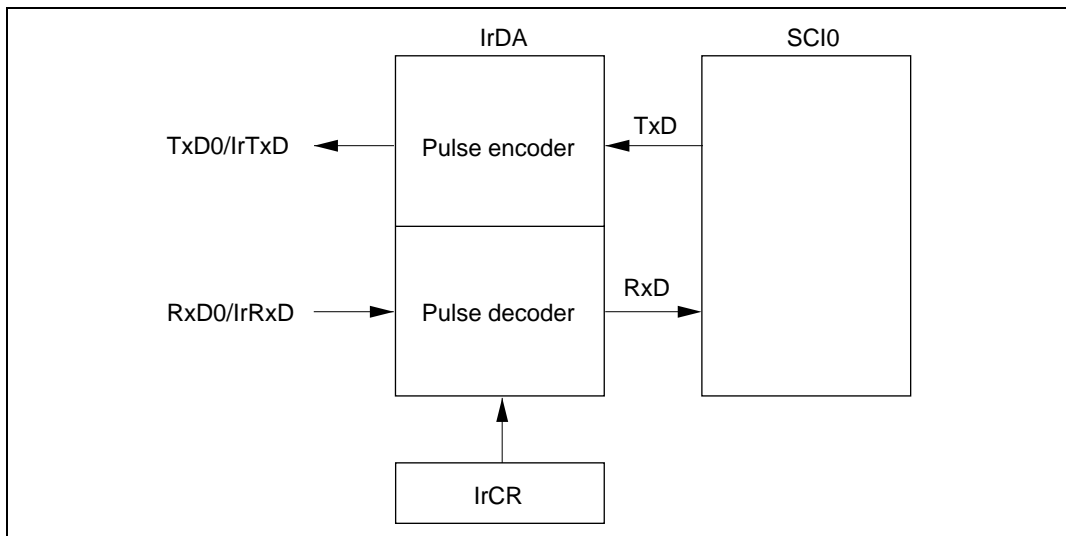 IrDA
SCI0
TxD0/IrTxD
Pulse encoder
TxD
RxD0/IrRxD
Pulse decoder
RxD
IrCR